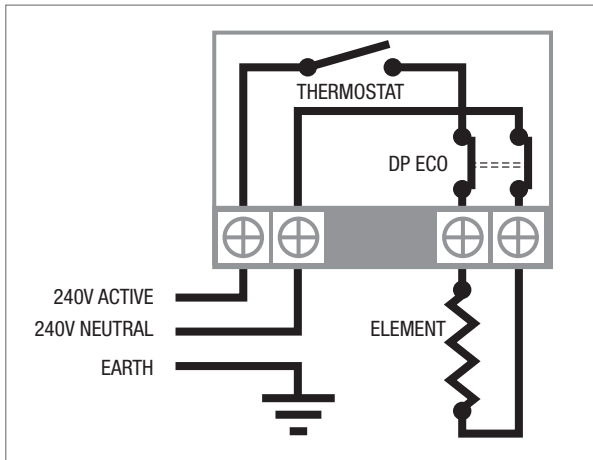 THERMOSTAT
DP ECO
240V ACTIVE
240V NEUTRAL
ELEMENT
EARTH